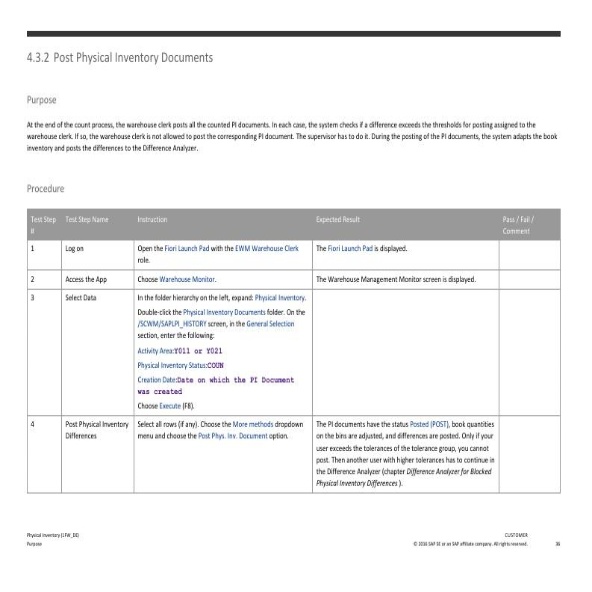 4.3.2 Post Physical Inventory Documents
Purpose
At the end of the count process, the warehouse clerk posts all the counted PI documents. In each case, the system checks if a difference exceeds the thresholds for posting assigned to the
warehouse clerk. If so, the warehouse clerk is not allowed to post the corresponding PI document. The supervisor has to do it. During the posting of the PI documents, the system adapts the book
inventory and posts the differences to the Difference Analyzer.
Procedure
Test Step
#
Test Step Name
Instruction
Expected Result
Pass / Fail /
Comment
1
Log on
Open the Fiori Launch Pad with the EWM Warehouse Clerk
role.
The Fiori Launch Pad is displayed.
2
Access the App
Choose Warehouse Monitor.
The Warehouse Management Monitor screen is displayed.
3
Select Data
In the folder hierarchy on the left, expand: Physical Inventory.
Double-click the Physical Inventory Documents folder. On the
/SCWM/SAPLPI_HISTORY screen, in the General Selection
section, enter the following:
Activity Area:Y011 or Y021
Physical Inventory Status:COUN
Creation Date:Date on which the PI Document
was created
Choose Execute (F8).
4
Post Physical Inventory
Differences
Select all rows (if any). Choose the More methods dropdown
menu and choose the Post Phys. Inv. Document option.
The PI documents have the status Posted (POST), book quantities
on the bins are adjusted, and differences are posted. Only if your
user exceeds the tolerances of the tolerance group, you cannot
post. Then another user with higher tolerances has to continue in
the Difference Analyzer (chapter Difference Analyzer for Blocked
Physical Inventory Differences ).
Physical Inventory (1FW_DE)
Purpose
CUSTOMER
© 2016 SAP SE or an SAP affiliate company. All rights reserved.
36